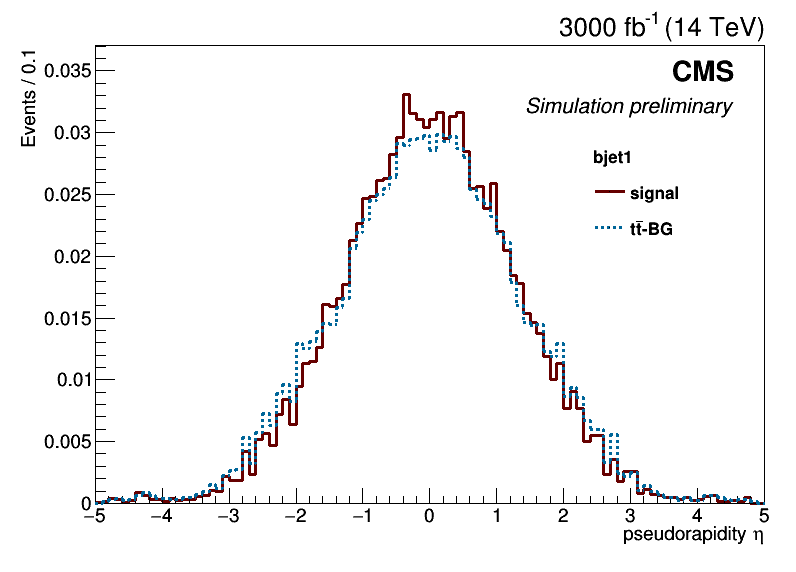 3000 fb⁻¹ (14 TeV)
Events / 0.1
CMS
Simulation preliminary
bjet1
signal
tt̄-BG
0.035
0.03
0.025
0.02
0.015
0.01
0.005
0
−5 −4 −3 −2 −1 0 1 2 3 4 5
pseudorapidity η